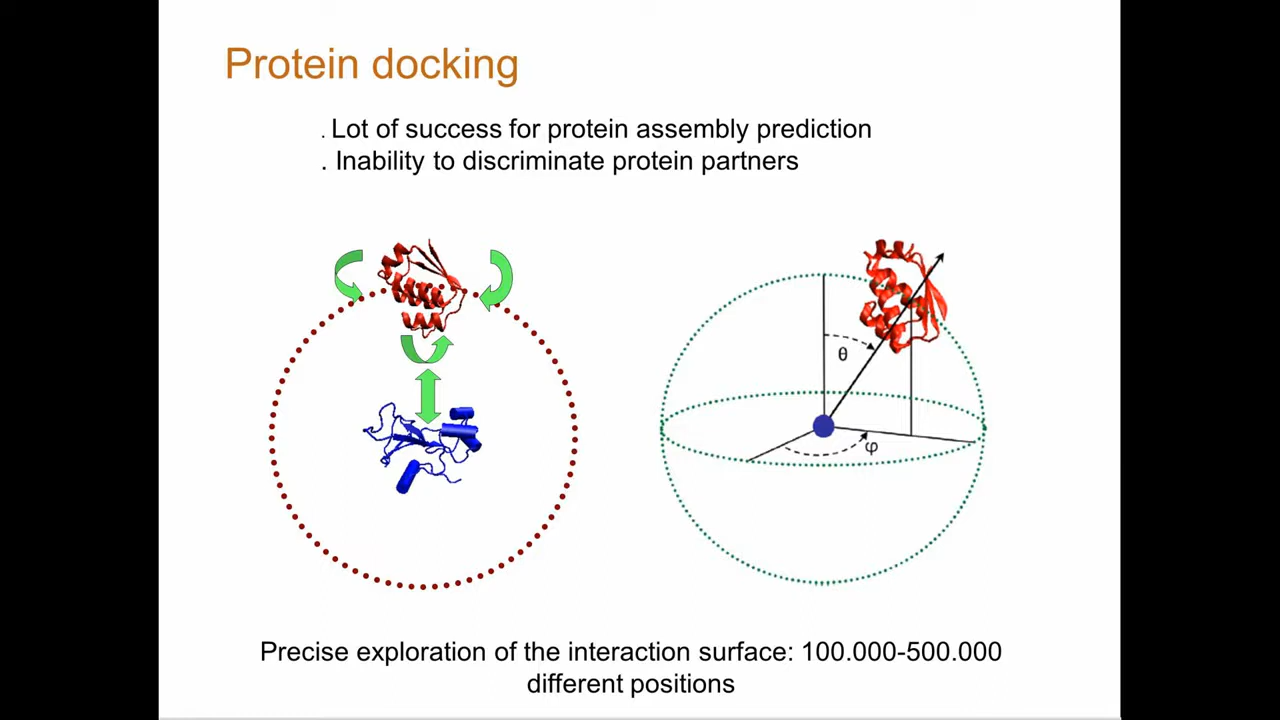 Protein docking
. Lot of success for protein assembly prediction
. Inability to discriminate protein partners
θ
φ
Precise exploration of the interaction surface: 100.000-500.000
different positions